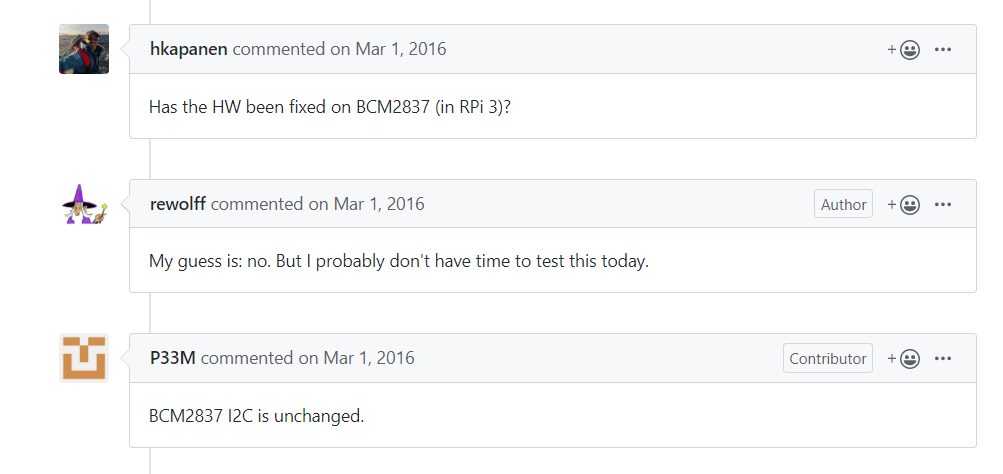 hkapanen commented on Mar 1, 2016
Has the HW been fixed on BCM2837 (in RPi 3)?
rewolff commented on Mar 1, 2016 Author
My guess is: no. But I probably don't have time to test this today.
P33M commented on Mar 1, 2016 Contributor
BCM2837 I2C is unchanged.